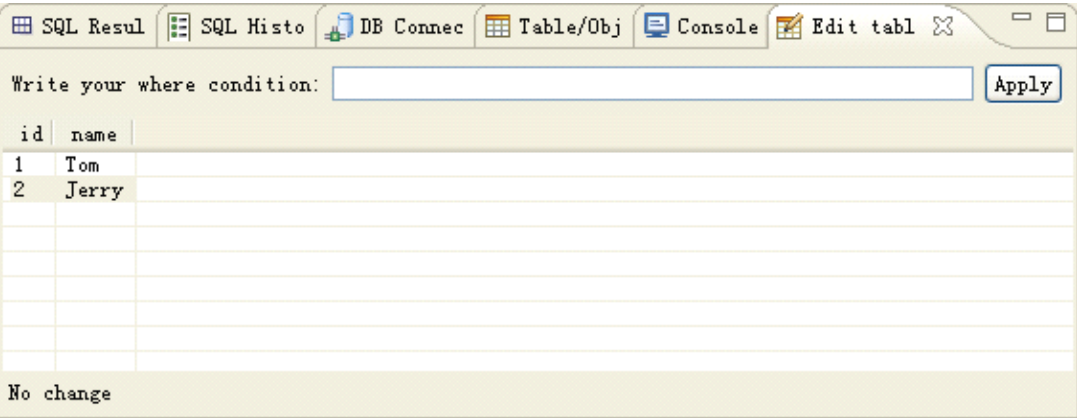 SQL Resul SQL Histo DB Connec Table/Obj Console Edit tabl
Write your where condition: Apply
id name
1 Tom
2 Jerry
No change